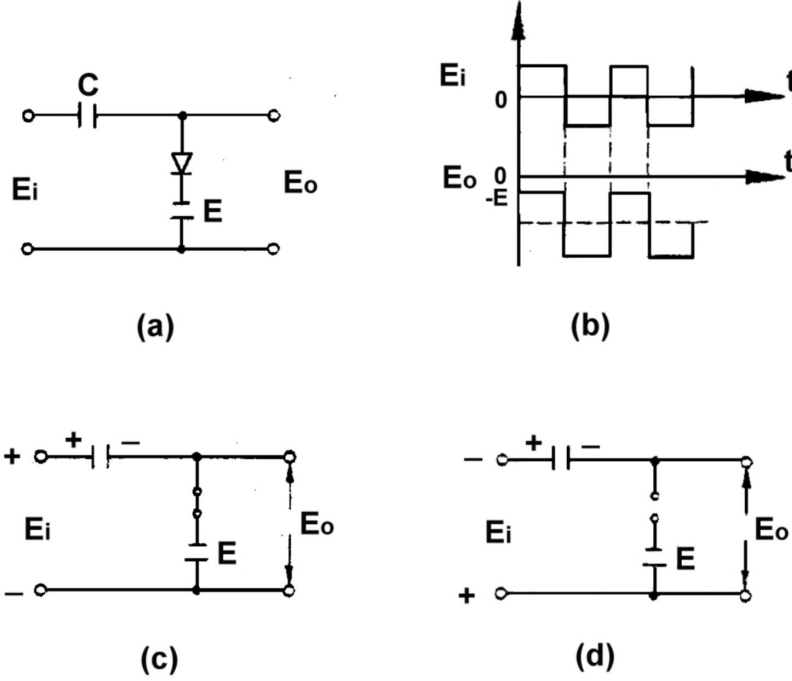 C
Ei
E
Eo
(a)
Ei
0
t
Eo
0
-E
t
(b)
+
+
–
Ei
E
Eo
–
(c)
–
+
–
Ei
E
Eo
+
(d)